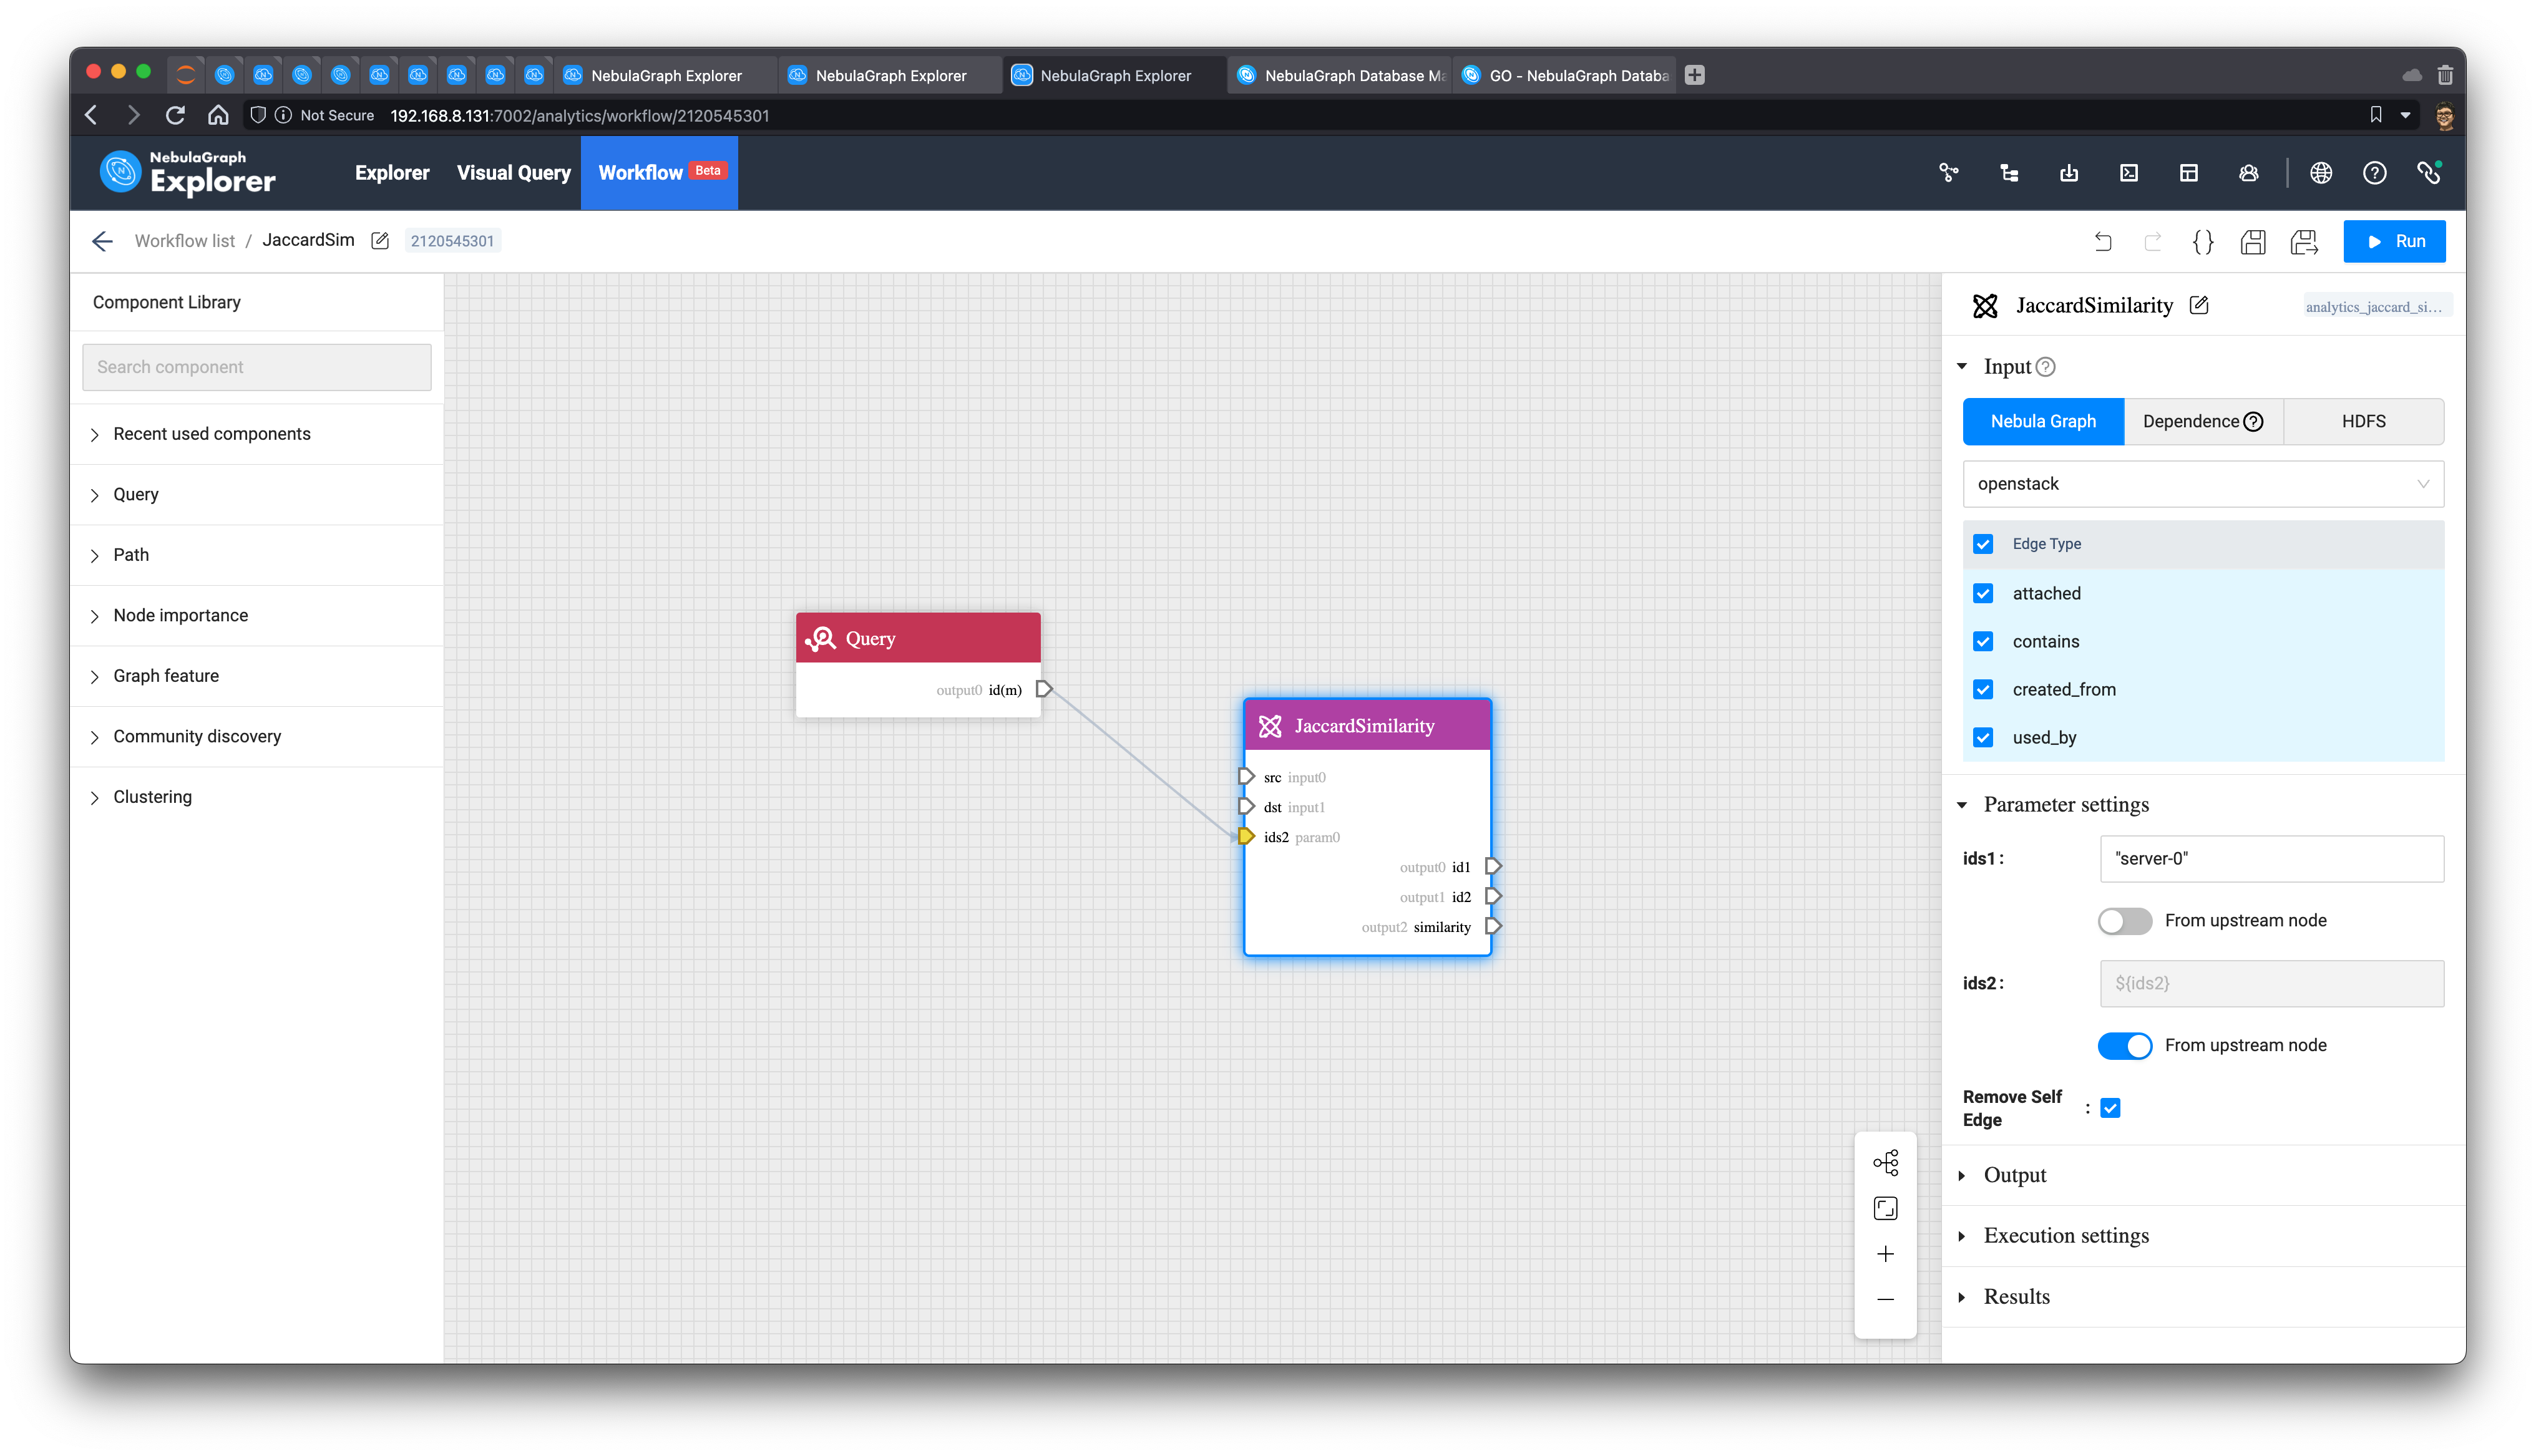 NebulaGraph Explorer
NebulaGraph Explorer
NebulaGraph Explorer
NebulaGraph Database Ma
GO - NebulaGraph Databa
Not Secure 192.168.8.131:7002/analytics/workflow/2120545301
NebulaGraph
Explorer
Explorer
Visual Query
Workflow Beta
Workflow list / JaccardSim 2120545301
{}
Run
Component Library
Search component
Recent used components
Query
Path
Node importance
Graph feature
Community discovery
Clustering
Query
output0 id(m)
JaccardSimilarity
src input0
dst input1
ids2 param0
output0 id1
output1 id2
output2 similarity
JaccardSimilarity analytics_jaccard_si...
Input
Nebula Graph Dependence HDFS
openstack
Edge Type
attached
contains
created_from
used_by
Parameter settings
ids1: "server-0"
From upstream node
ids2: ${ids2}
From upstream node
Remove Self
Edge :
Output
Execution settings
Results